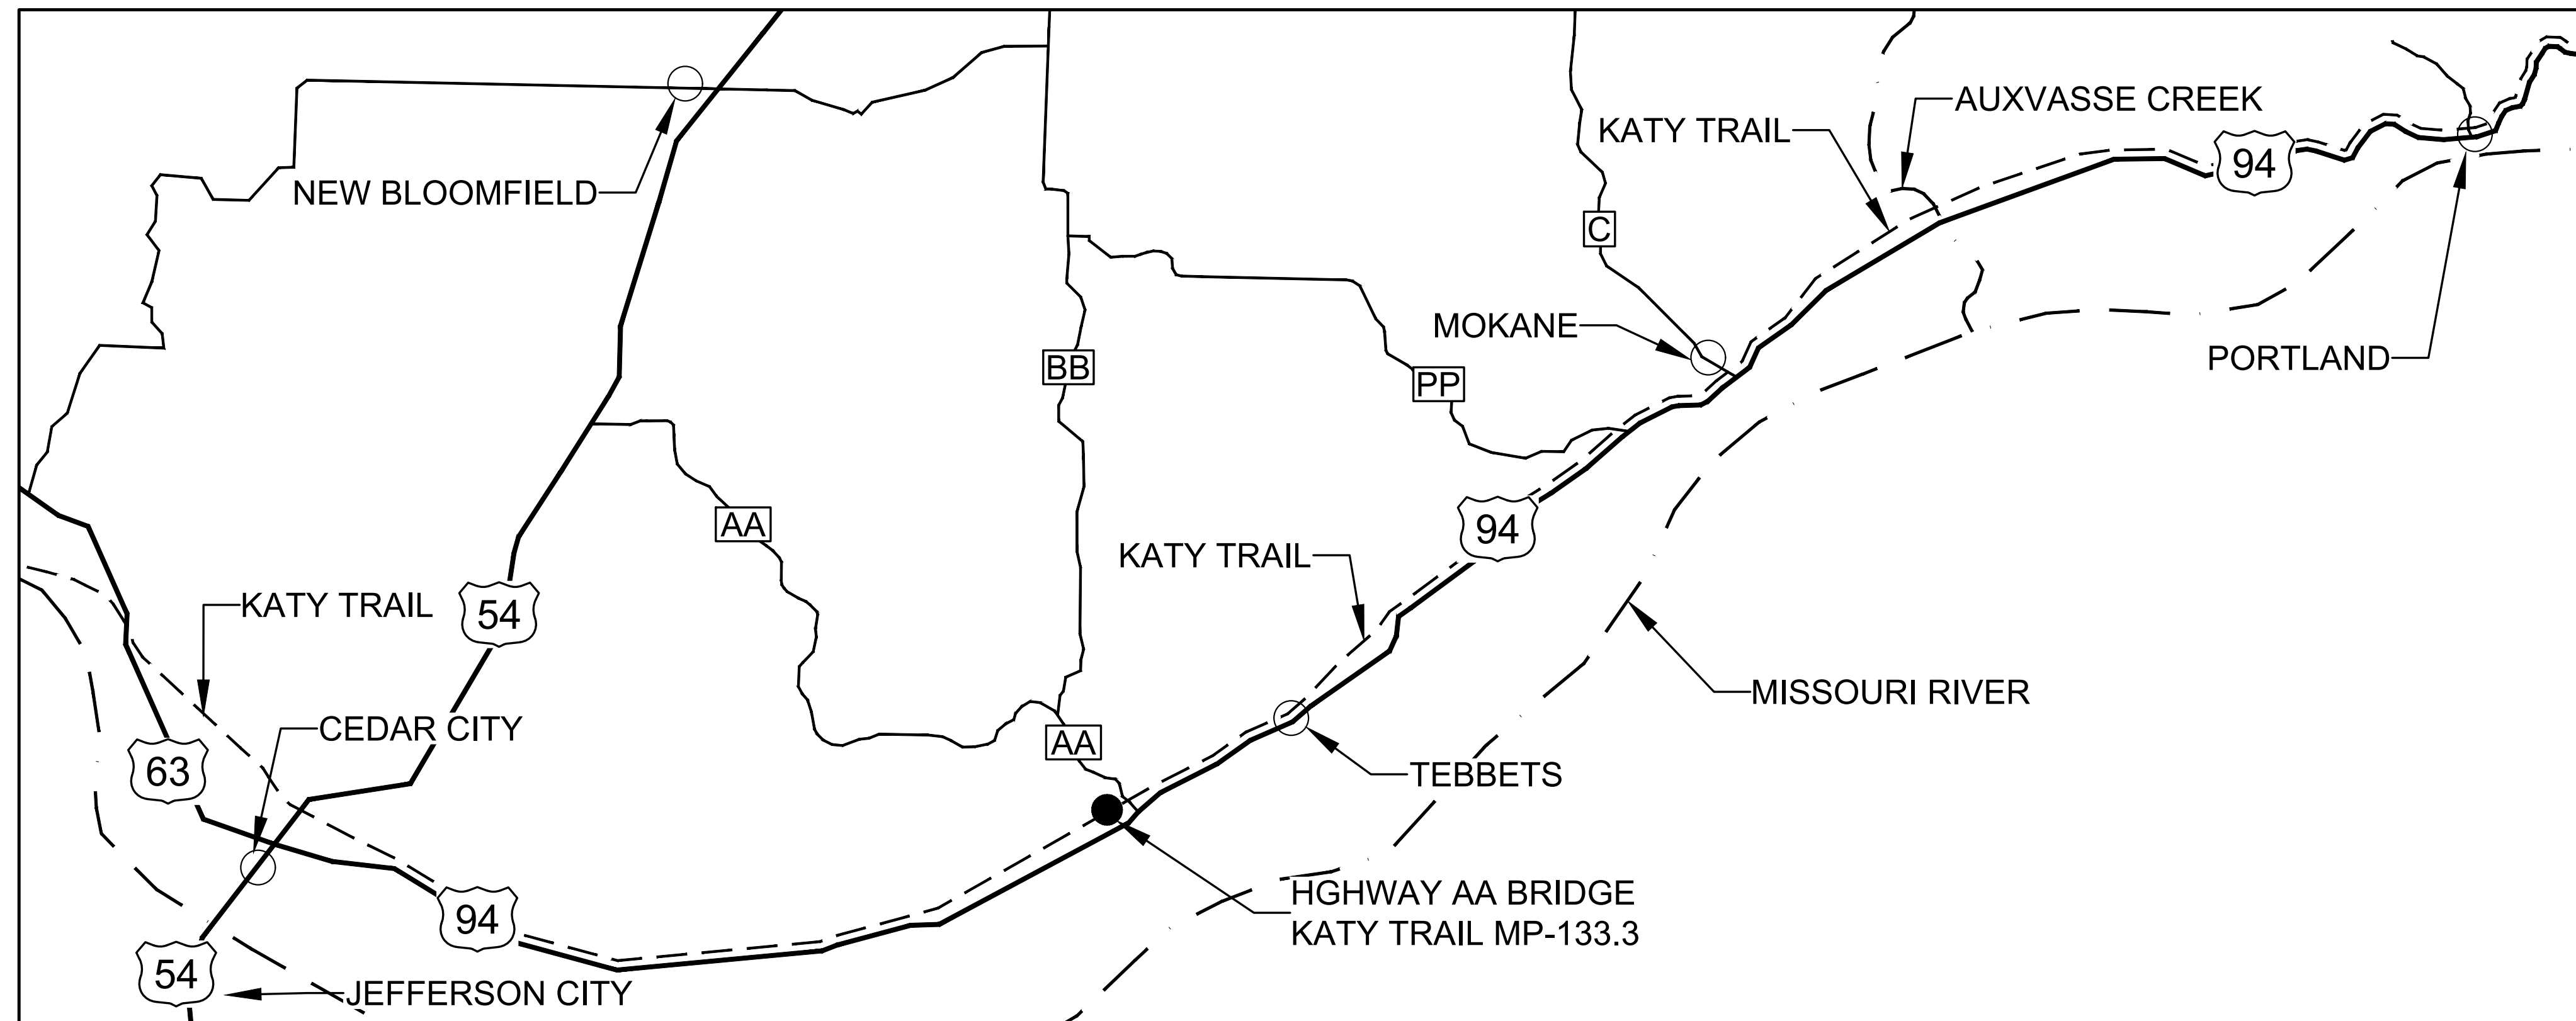 AUXVASSE CREEK
KATY TRAIL
94
NEW BLOOMFIELD
C
MOKANE
BB
PORTLAND
PP
AA
94
KATY TRAIL
KATY TRAIL
54
MISSOURI RIVER
CEDAR CITY
AA
63
TEBBETS
HGHWAY AA BRIDGE
KATY TRAIL MP-133.3
94
54
JEFFERSON CITY